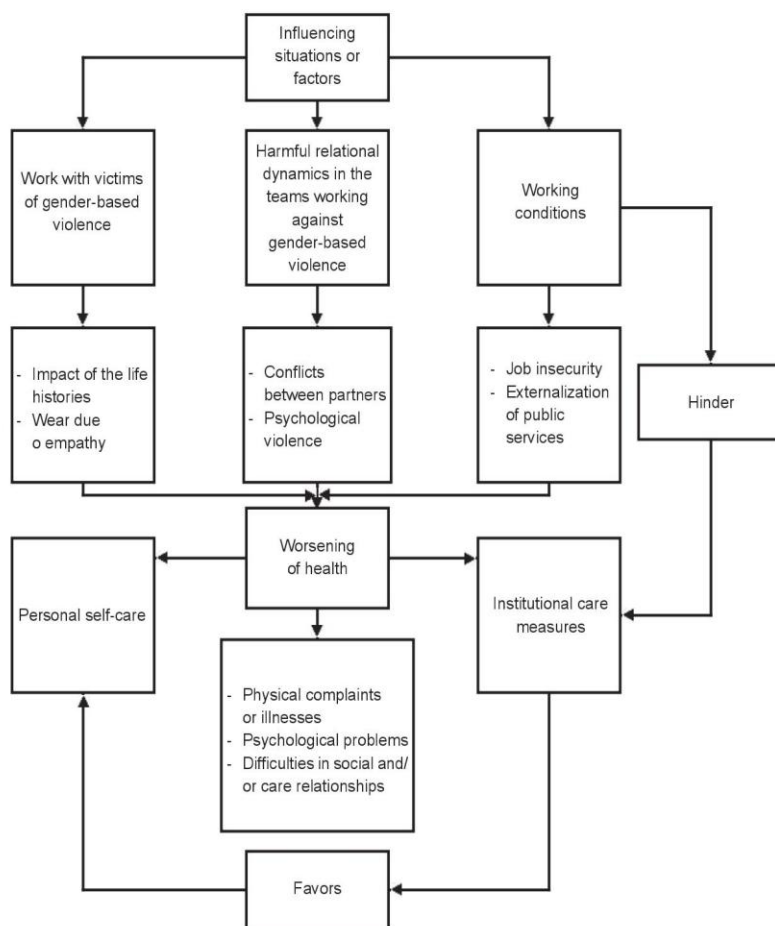 Influencing
situations or
factors
Work with victims
of gender-based
violence
Harmful relational
dynamics in the
teams working
against
gender-based
violence
Working
conditions
- Impact of the life
histories
- Wear due
o empathy
- Conflicts
between partners
- Psychological
violence
- Job insecurity
- Externalization
of public
services
Hinder
Personal self-care
Worsening
of health
Institutional care
measures
- Physical complaints
or illnesses
- Psychological problems
- Difficulties in social and/
or care relationships
Favors